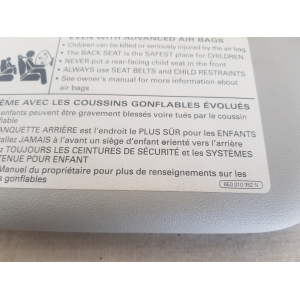 EVEN WITH ADVANCED AIR BAGS
• Children can be killed or seriously injured by the air bag
• The BACK SEAT is the SAFEST place for CHILDREN
• NEVER put a rear-facing child seat in the front
• ALWAYS use SEAT BELTS and CHILD RESTRAINTS
• See owner's manual for more information about
air bags
ÊME AVEC LES COUSSINS GONFLABLES ÉVOLUÉS
enfants peuvent être gravement blessés voire tués par le coussin
flable
ANQUETTE ARRIÈRE est l'endroit le PLUS SÛR pour les ENFANTS
tallez JAMAIS à l'avant un siège d'enfant orienté vers l'arrière
ez TOUJOURS LES CEINTURES DE SÉCURITÉ et les SYSTÈMES
TENUE POUR ENFANT
Manuel du propriétaire pour plus de renseignements sur les
s gonflables
8E0 010 352 N